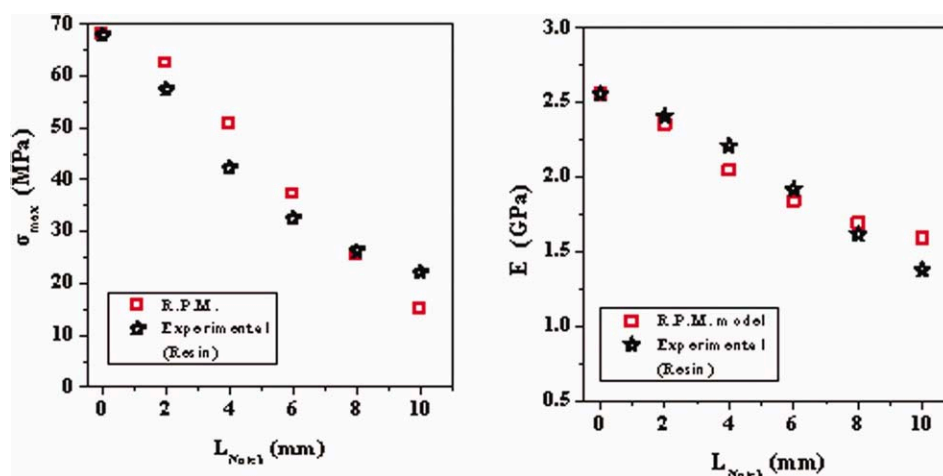 70
60
50
40
30
20
10
0
σmax (MPa)
R.P.M.
Experimental
(Resin)
0 2 4 6 8 10
LNotch (mm)
3.0
2.5
2.0
1.5
1.0
0.5
E (GPa)
R.P.M. model
Experimental
(Resin)
0 2 4 6 8 10
LNotch (mm)